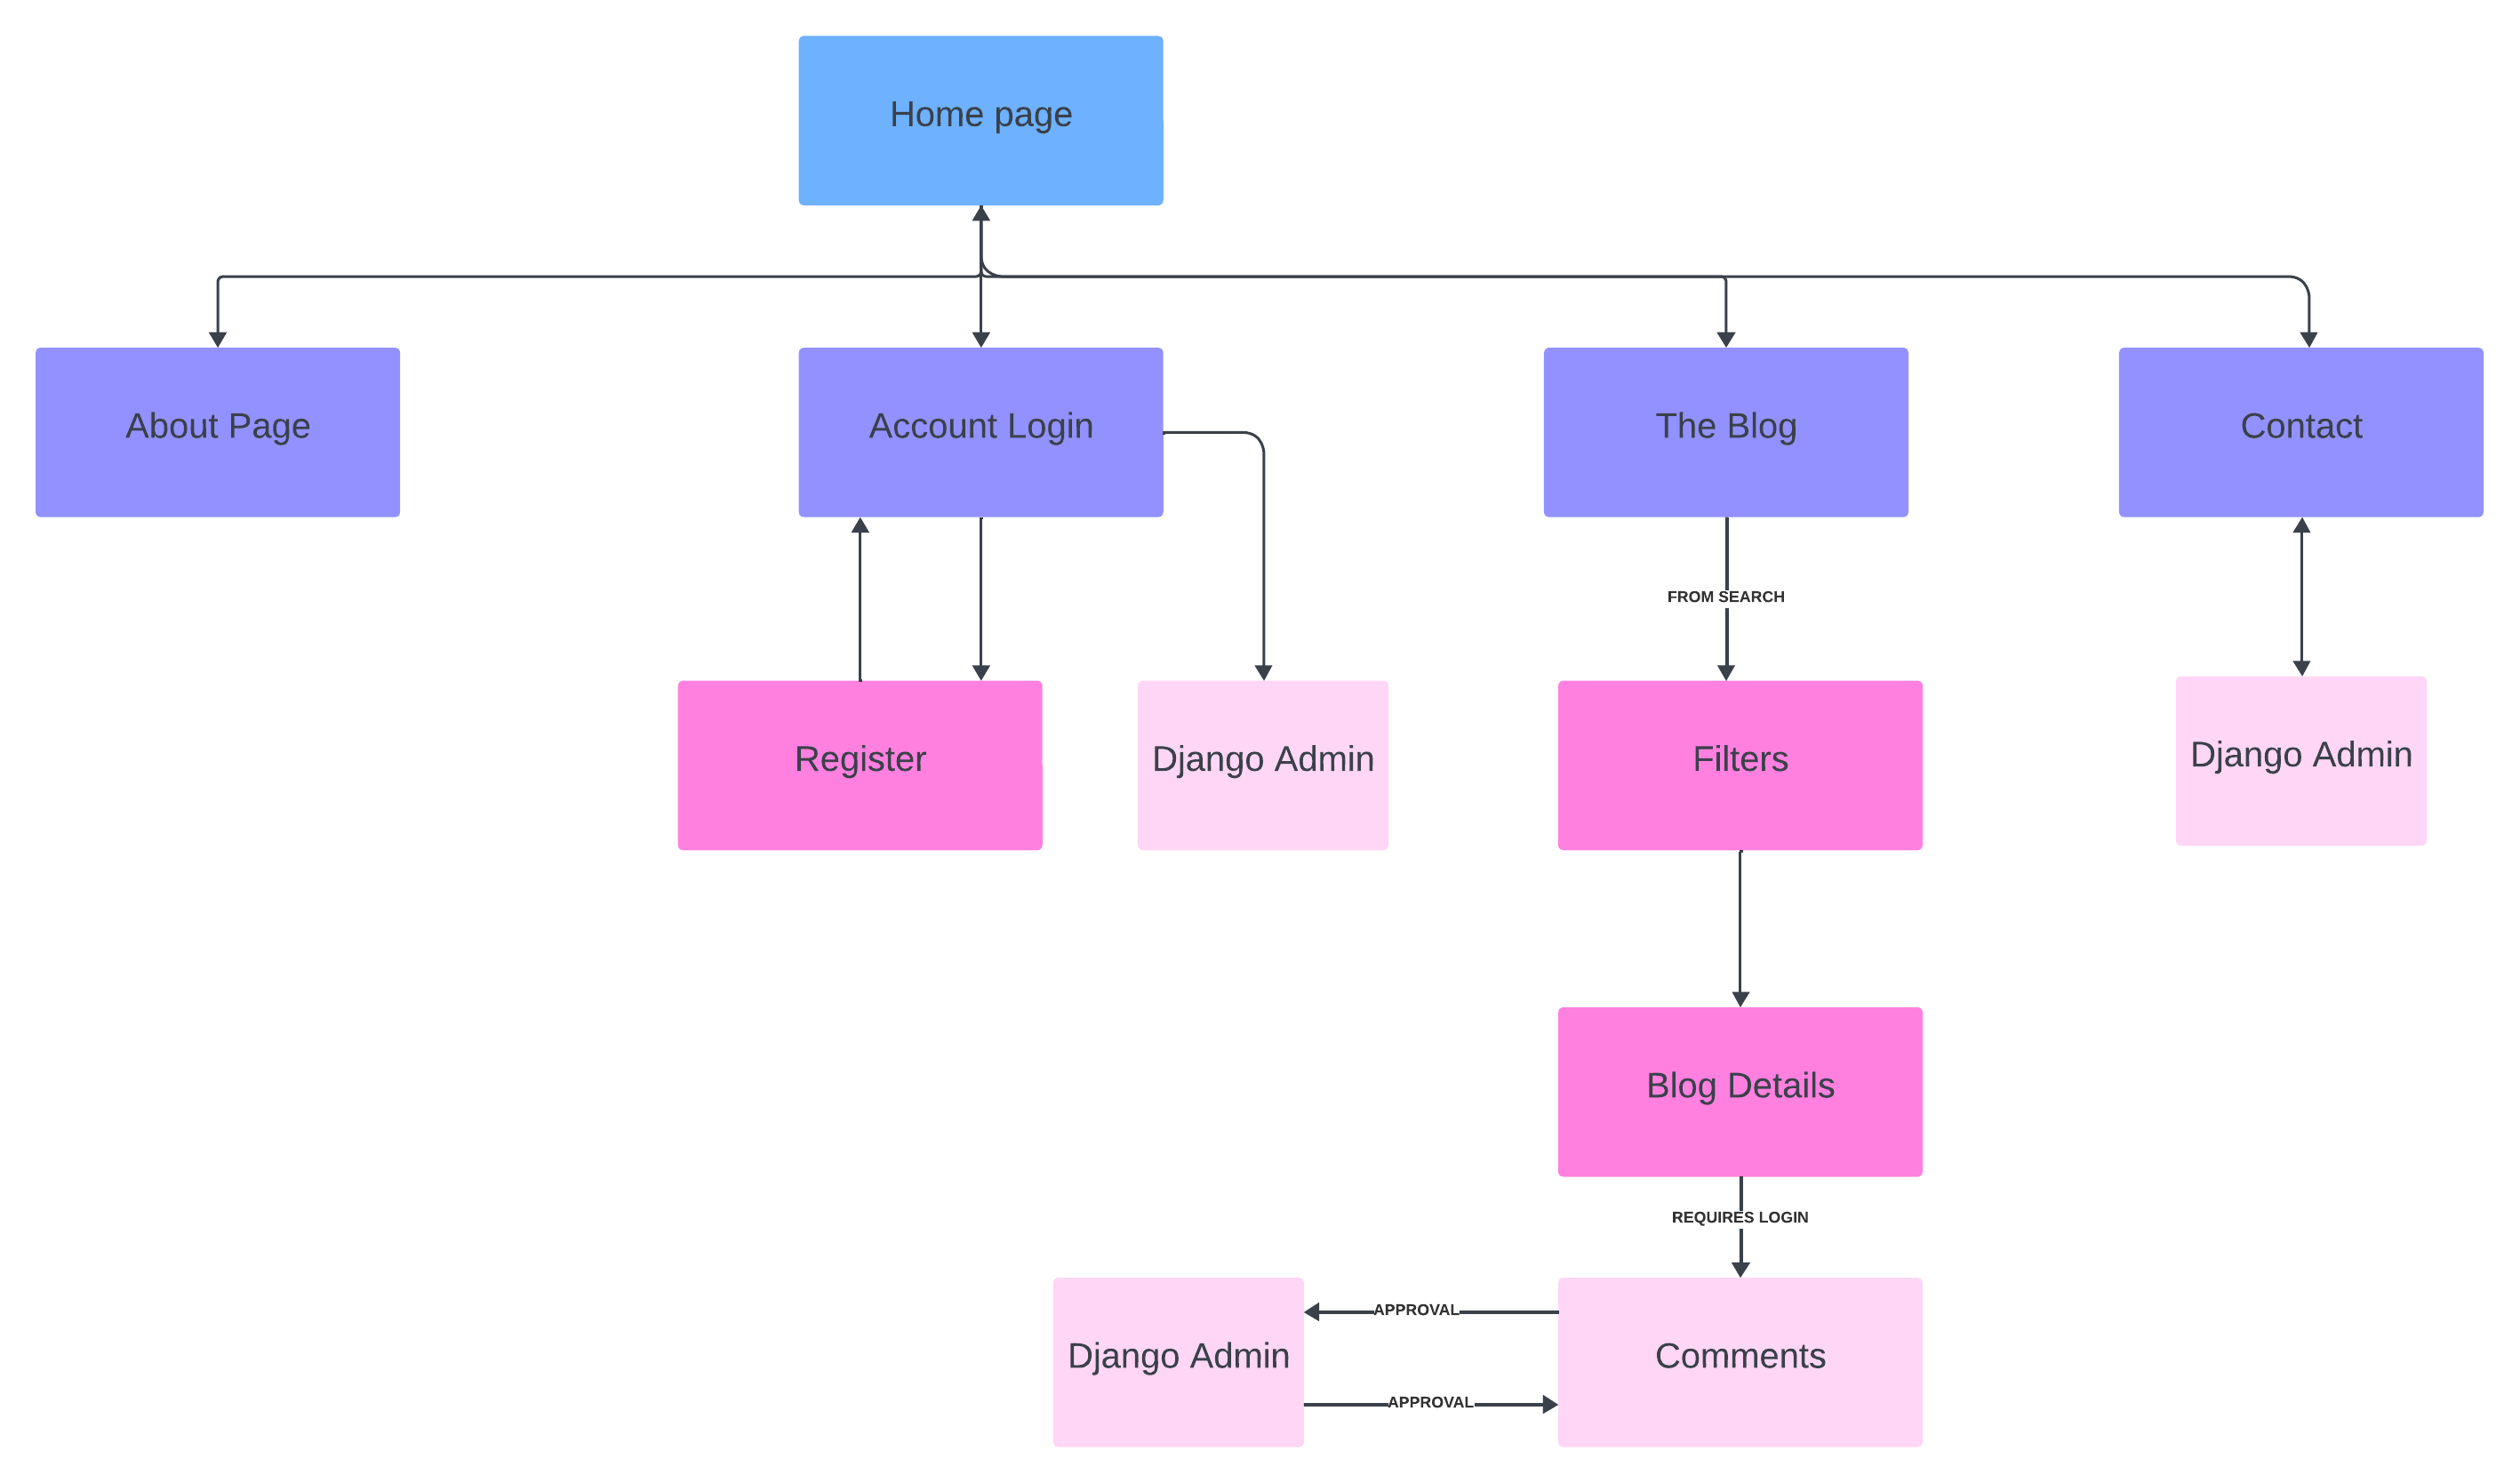 Home page
About Page
Account Login
The Blog
Contact
FROM SEARCH
Register
Django Admin
Filters
Django Admin
Blog Details
REQUIRES LOGIN
APPROVAL
Django Admin
Comments
APPROVAL